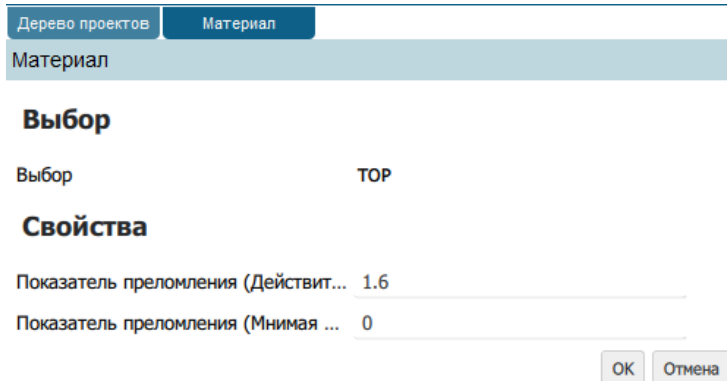 Дерево проектов Материал
Материал
Выбор
Выбор TOP
Свойства
Показатель преломления (Действит... 1.6
Показатель преломления (Мнимая ... 0
OK Отмена